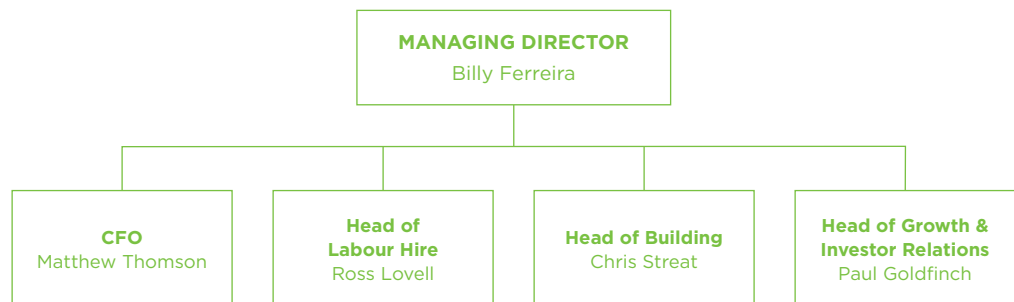 MANAGING DIRECTOR
Billy Ferreira
CFO
Matthew Thomson
Head of
Labour Hire
Ross Lovell
Head of Building
Chris Streat
Head of Growth &
Investor Relations
Paul Goldfinch